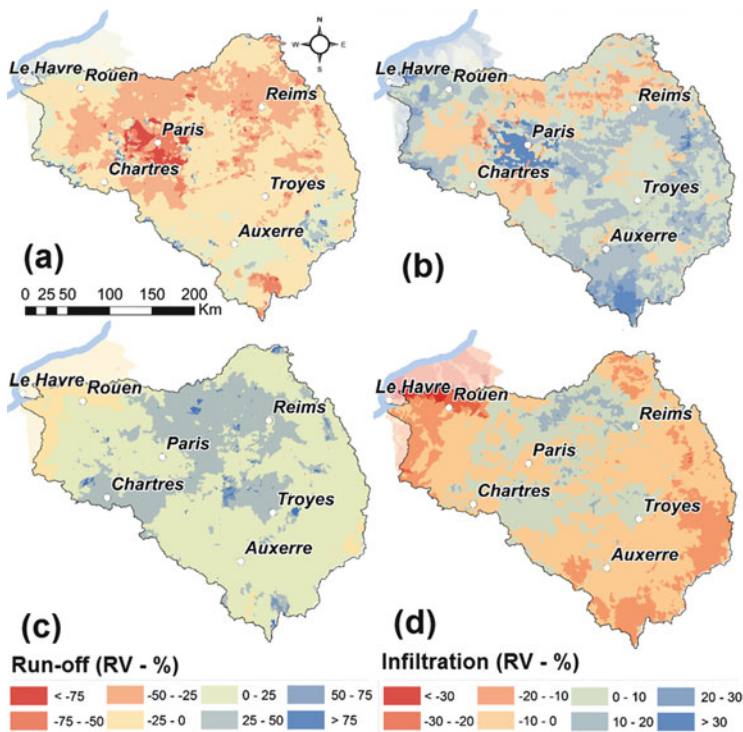 N
W E
S
Le Havre
Rouen
Reims
Paris
Chartres
Troyes
Auxerre
(a)
0 25 50 100 150 200
Km
Le Havre
Rouen
Reims
Paris
Chartres
Troyes
Auxerre
(b)
Le Havre
Rouen
Reims
Paris
Chartres
Troyes
Auxerre
(c)
Le Havre
Rouen
Reims
Paris
Chartres
Troyes
Auxerre
(d)
Run-off (RV - %)
< -75 -50 - -25 0 - 25 50 - 75
-75 - -50 -25 - 0 25 - 50 > 75
Infiltration (RV - %)
< -30 -20 - -10 0 - 10 20 - 30
-30 - -20 -10 - 0 10 - 20 > 30